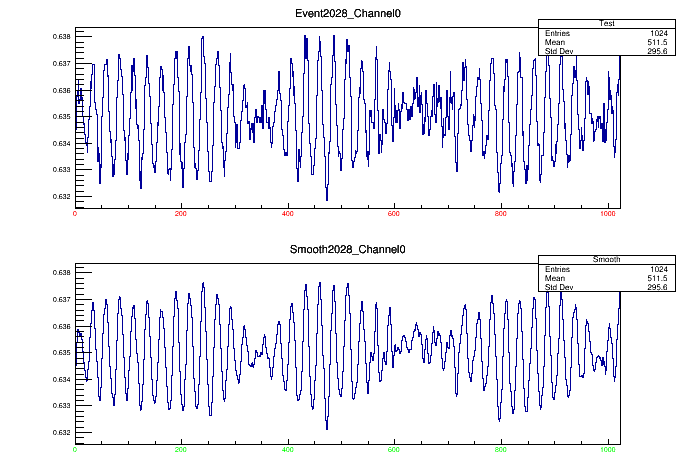 Event2028_Channel0
Test
Entries 1024
Mean 511.5
Std Dev 295.6
0.638
0.637
0.636
0.635
0.634
0.633
0.632
0 200 400 600 800 1000
Smooth2028_Channel0
Smooth
Entries 1024
Mean 511.5
Std Dev 295.6
0.638
0.637
0.636
0.635
0.634
0.633
0.632
0 200 400 600 800 1000